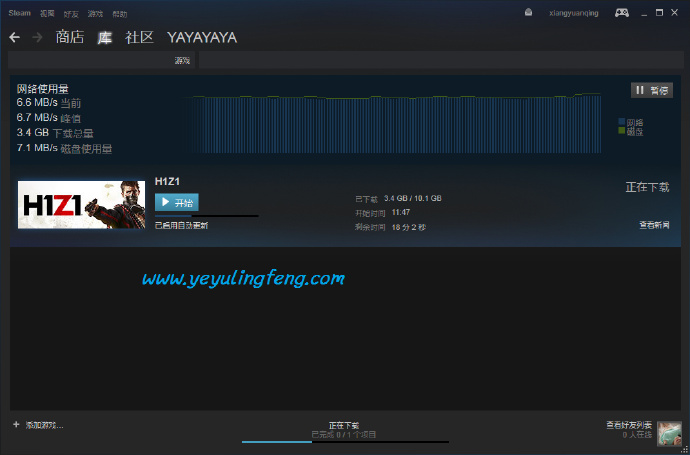 Steam 视图 好友 游戏 帮助 xiangyuanqing
商店 库 社区 YAYAYAYA
游戏
网络使用量
6.6 MB/s 当前
6.7 MB/s 峰值
3.4 GB 下载总量
7.1 MB/s 磁盘使用量
暂停
网络
磁盘
H1Z1
H1Z1
开始
已启用自动更新
已下载 3.4 GB / 10.1 GB
开始时间 11:47
剩余时间 18 分 2 秒
正在下载
查看新闻
www.yeyulingfeng.com
+ 添加游戏...
正在下载
已完成 0 / 1 个项目
查看好友列表
0 人在线